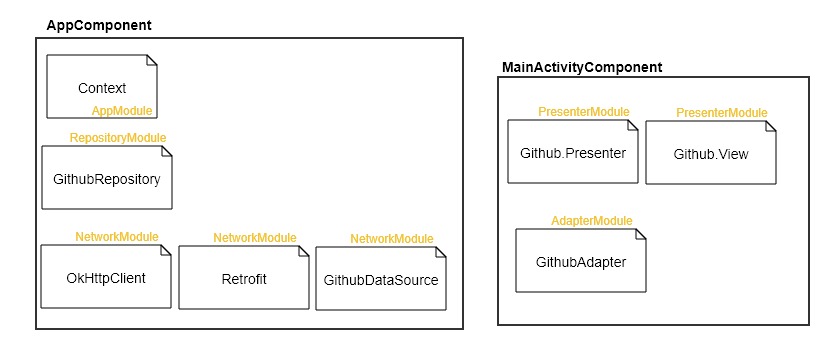 AppComponent
Context
AppModule
RepositoryModule
GithubRepository
NetworkModule
OkHttpClient
NetworkModule
Retrofit
NetworkModule
GithubDataSource
MainActivityComponent
PresenterModule
Github.Presenter
PresenterModule
Github.View
AdapterModule
GithubAdapter